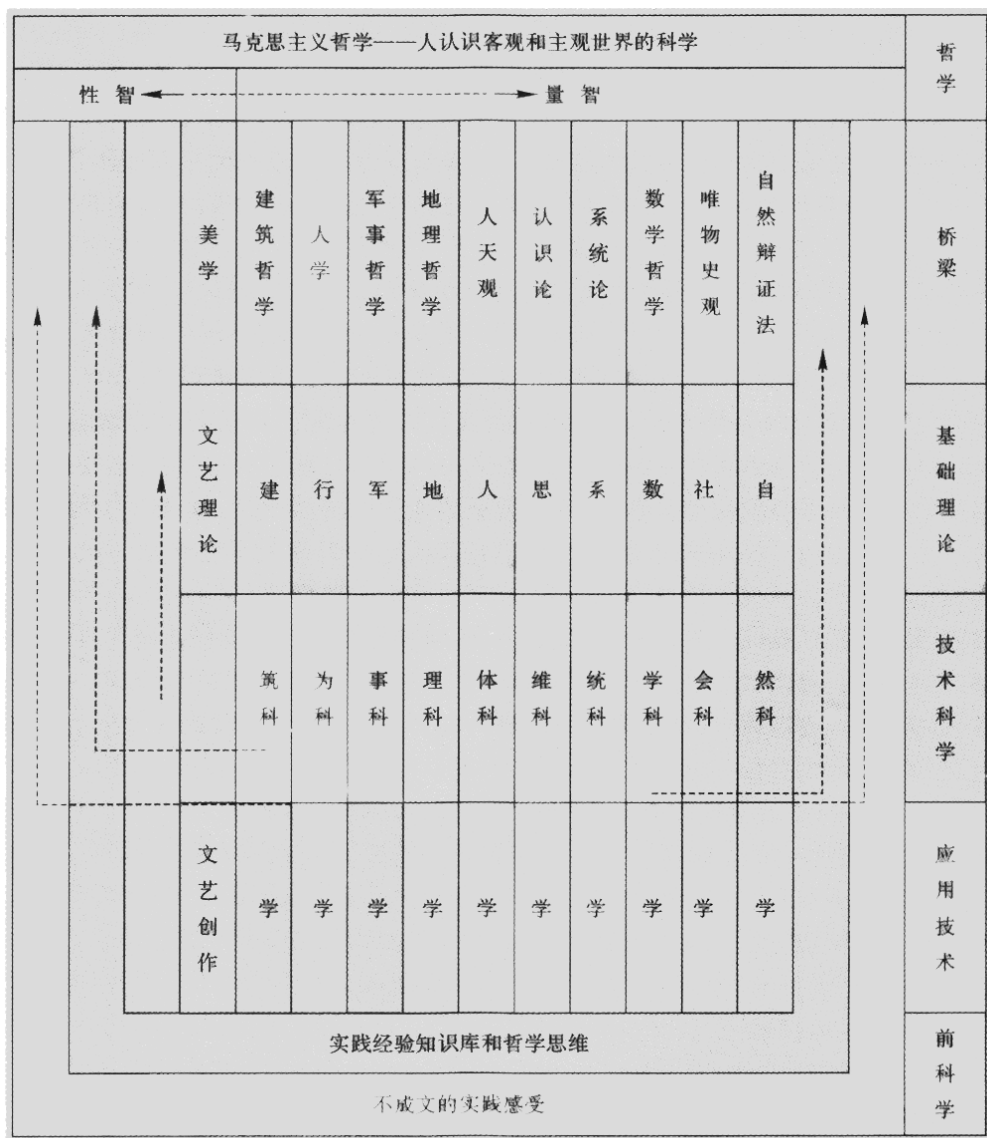 马克思主义哲学——人认识客观和主观世界的科学
哲学
性智
量智
美学
建筑哲学
人学
军事哲学
地理哲学
人天观
认识论
系统论
数学哲学
唯物史观
自然辩证法
桥梁
文艺理论
建
行
军
地
人
思
系
数
社
自
基础理论
筑科
为科
事科
理科
体科
维科
统科
学科
会科
然科
技术科学
文艺创作
学
学
学
学
学
学
学
学
学
学
应用技术
实践经验知识库和哲学思维
不成文的实践感受
前科学